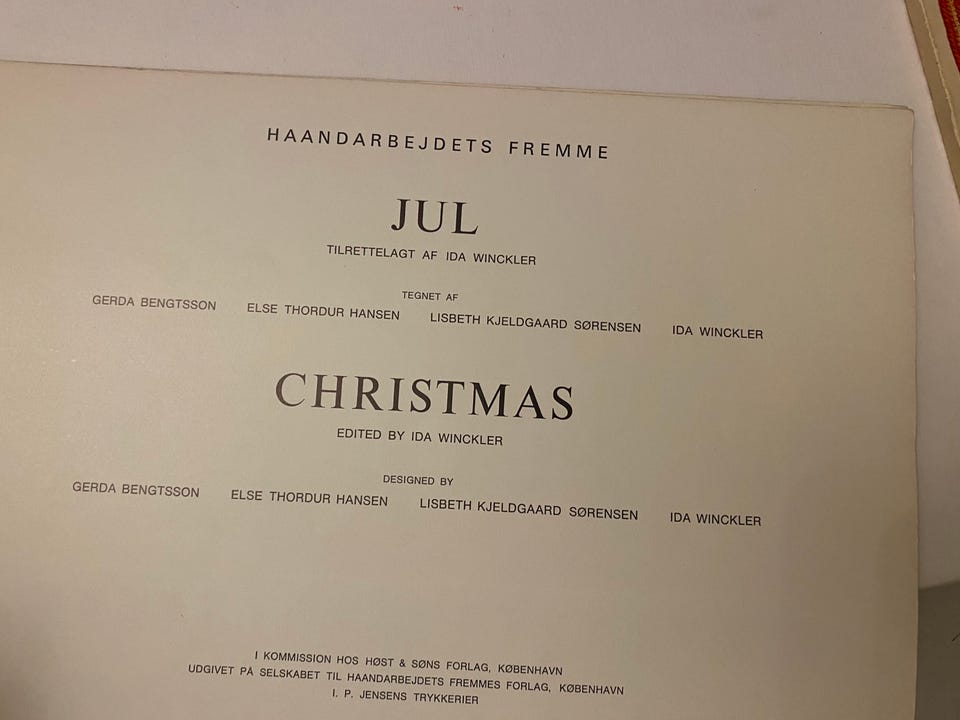 HAANDARBEJDETS FREMME
JUL
TILRETTELAGT AF IDA WINCKLER
TEGNET AF
GERDA BENGTSSON ELSE THORDUR HANSEN LISBETH KJELDGAARD SØRENSEN IDA WINCKLER
CHRISTMAS
EDITED BY IDA WINCKLER
DESIGNED BY
GERDA BENGTSSON ELSE THORDUR HANSEN LISBETH KJELDGAARD SØRENSEN IDA WINCKLER
I KOMMISSION HOS HØST & SØNS FORLAG, KØBENHAVN
UDGIVET PÅ SELSKABET TIL HAANDARBEJDETS FREMMES FORLAG, KØBENHAVN
I. P. JENSENS TRYKKERIER